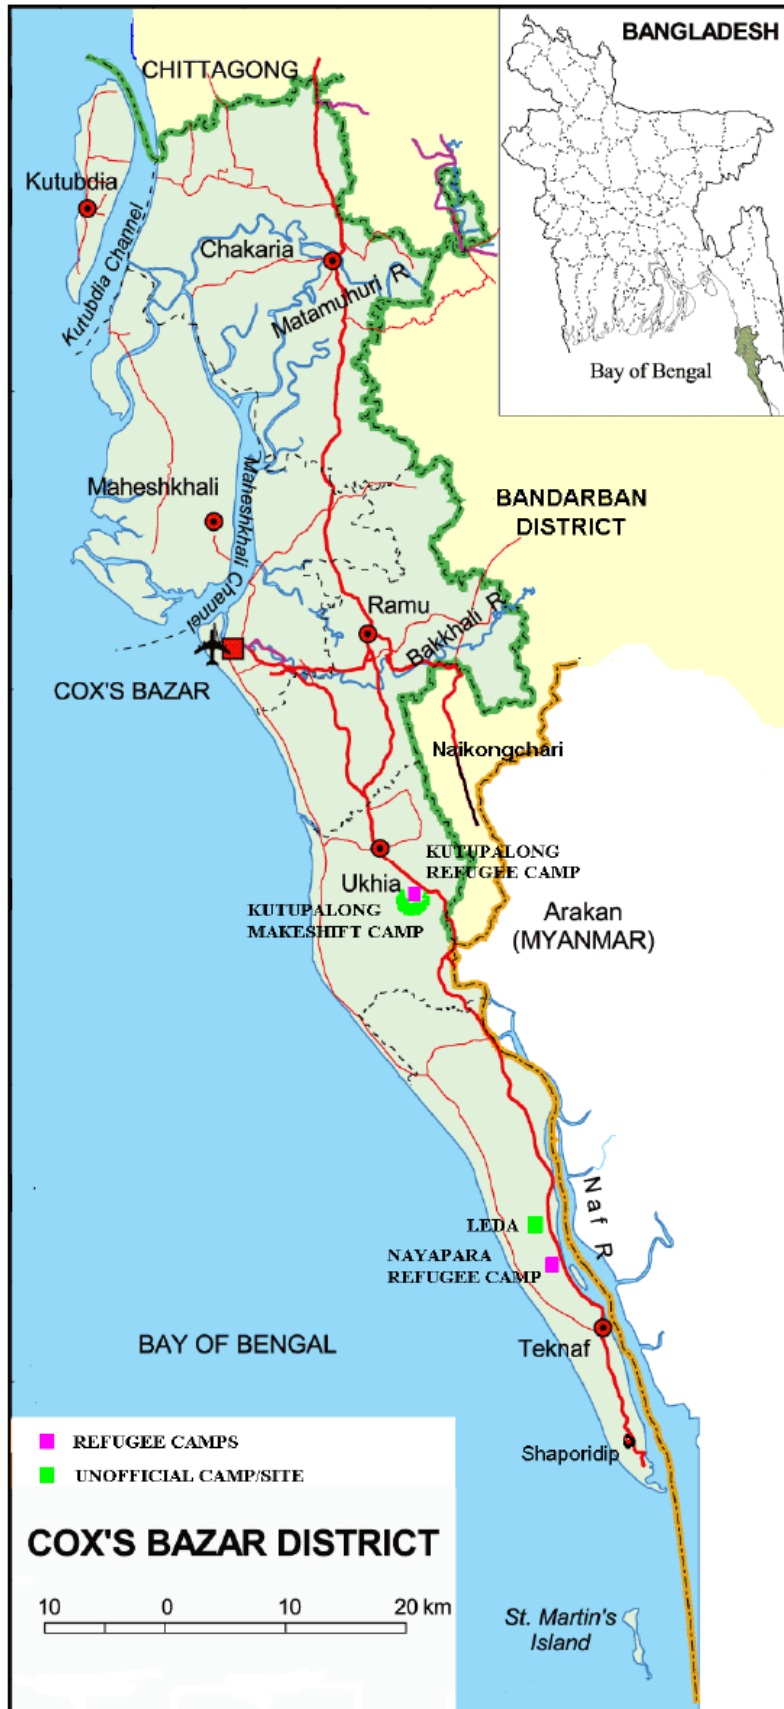 BANGLADESH
Bay of Bengal
CHITTAGONG
Kutubdia
Kutubdia Channel
Chakaria
Matamuhuri R
Maheshkhali
Maheshkhali Channel
BANDARBAN
DISTRICT
Ramu
Bakkhali R
COX'S BAZAR
Naikongchari
KUTUPALONG
REFUGEE CAMP
Ukhia
KUTUPALONG
MAKESHIFT CAMP
Arakan
(MYANMAR)
Naf R
LEDA
NAYAPARA
REFUGEE CAMP
BAY OF BENGAL
Teknaf
Shaporidip
REFUGEE CAMPS
UNOFFICIAL CAMP/SITE
COX'S BAZAR DISTRICT
10 0 10 20 km
St. Martin's
Island